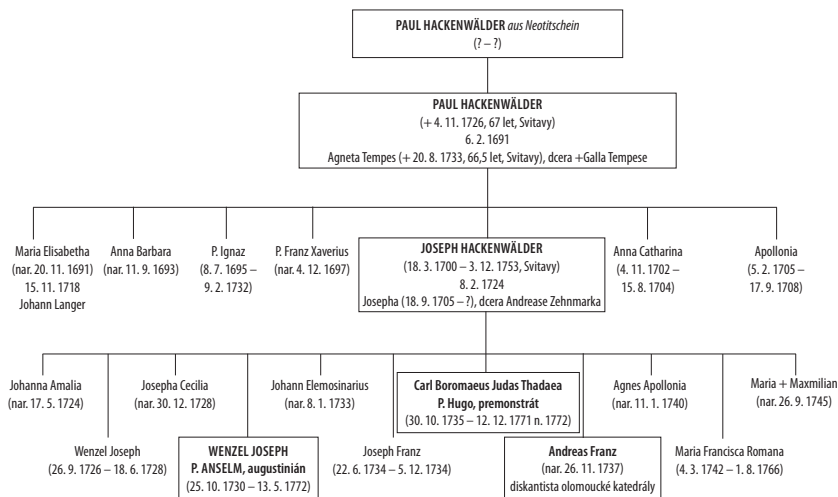 PAUL HACKENWÄLDER aus Neotitschein
(? – ?)
PAUL HACKENWÄLDER
(+ 4. 11. 1726, 67 let, Svitavy)
6. 2. 1691
Agneta Tempes (+ 20. 8. 1733, 66,5 let, Svitavy), dcera +Galla Tempese
Maria Elisabetha
(nar. 20. 11. 1691)
15. 11. 1718
Johann Langer
Anna Barbara
(nar. 11. 9. 1693)
P. Ignaz
(8. 7. 1695 –
9. 2. 1732)
P. Franz Xaverius
(nar. 4. 12. 1697)
JOSEPH HACKENWÄLDER
(18. 3. 1700 – 3. 12. 1753, Svitavy)
8. 2. 1724
Josepha (18. 9. 1705 – ?), dcera Andrease Zehnmarka
Anna Catharina
(4. 11. 1702 –
15. 8. 1704)
Apollonia
(5. 2. 1705 –
17. 9. 1708)
Johanna Amalia
(nar. 17. 5. 1724)
Wenzel Joseph
(26. 9. 1726 – 18. 6. 1728)
Josepha Cecilia
(nar. 30. 12. 1728)
WENZEL JOSEPH
P. ANSELM, augustinián
(25. 10. 1730 – 13. 5. 1772)
Johann Elemosinarius
(nar. 8. 1. 1733)
Joseph Franz
(22. 6. 1734 – 5. 12. 1734)
Carl Boromaeus Judas Thadaea
P. Hugo, premonstrát
(30. 10. 1735 – 12. 12. 1771 n. 1772)
Andreas Franz
(nar. 26. 11. 1737)
diskantista olomoucké katedrály
Agnes Apollonia
(nar. 11. 1. 1740)
Maria Francisca Romana
(4. 3. 1742 – 1. 8. 1766)
Maria + Maxmilian
(nar. 26. 9. 1745)